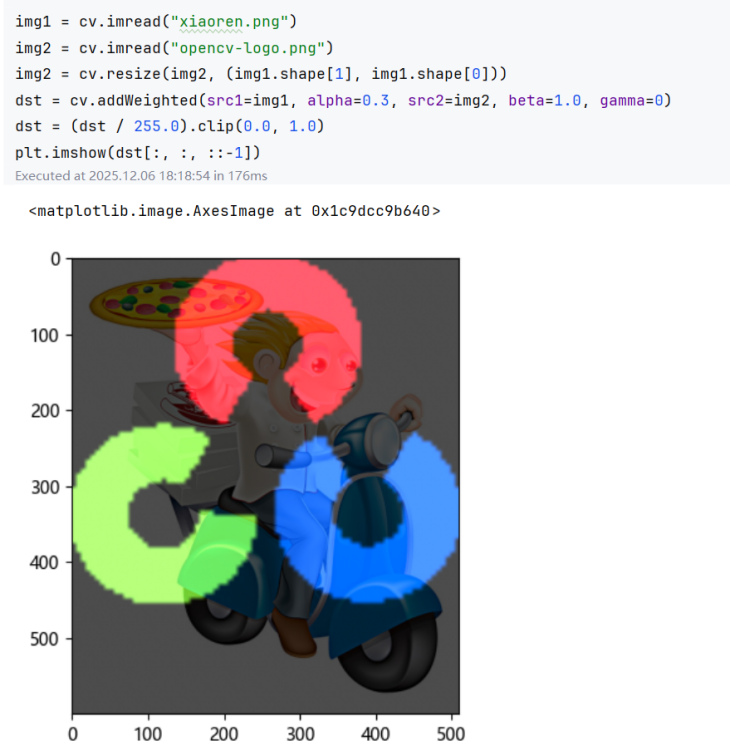 img1 = cv.imread("xiaoren.png")
img2 = cv.imread("opencv-logo.png")
img2 = cv.resize(img2, (img1.shape[1], img1.shape[0]))
dst = cv.addWeighted(src1=img1, alpha=0.3, src2=img2, beta=1.0, gamma=0)
dst = (dst / 255.0).clip(0.0, 1.0)
plt.imshow(dst[:, :, ::-1])
Executed at 2025.12.06 18:18:54 in 176ms
<matplotlib.image.AxesImage at 0x1c9dcc9b640>
0
100
200
300
400
500
0 100 200 300 400 500